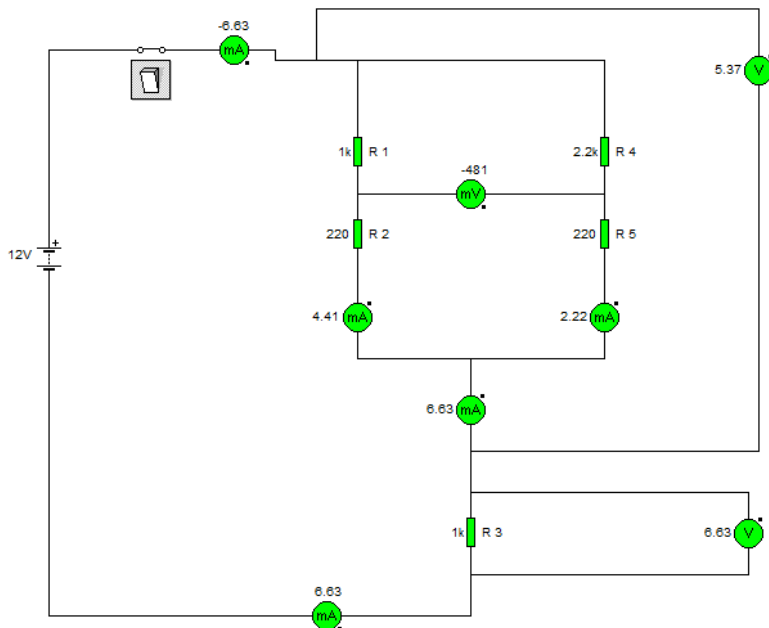 -6.63
mA
V
5.37
1k R 1
2.2k R 4
-481
mV
220 R 2
220 R 5
12V
+
4.41 mA
2.22 mA
6.63 mA
1k R 3
6.63 V
6.63
mA